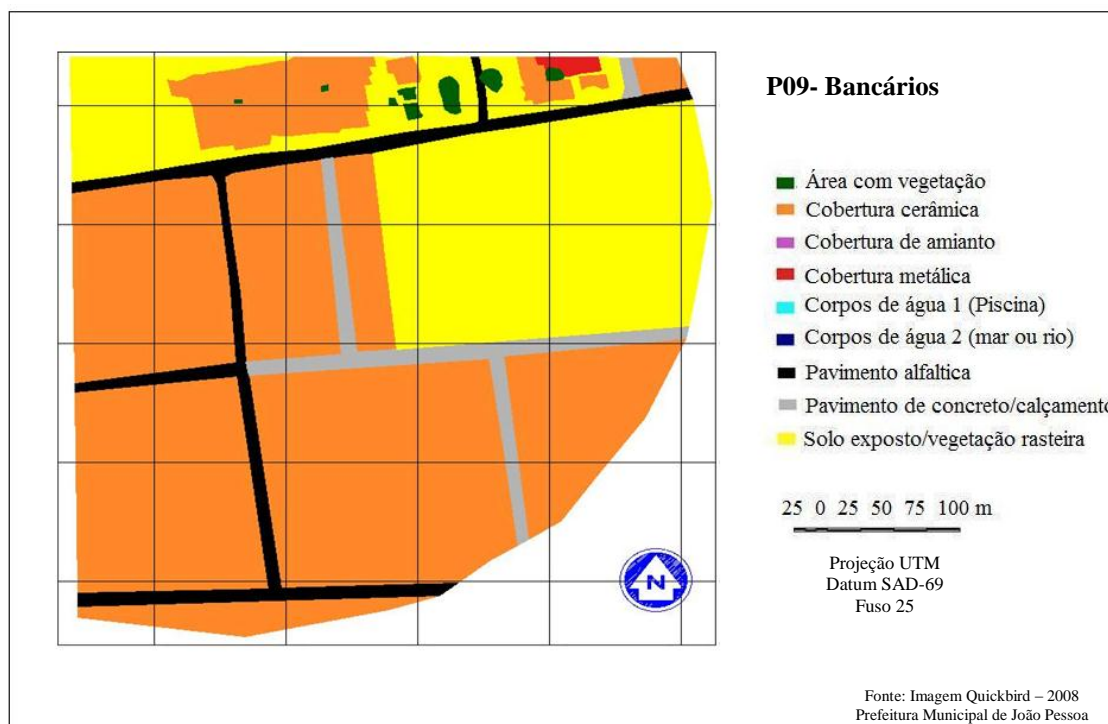 P09- Bancários
Área com vegetação
Cobertura cerâmica
Cobertura de amianto
Cobertura metálica
Corpos de água 1 (Piscina)
Corpos de água 2 (mar ou rio)
Pavimento alfaltica
Pavimento de concreto/calçamento
Solo exposto/vegetação rasteira
25 0 25 50 75 100 m
N
Projeção UTM
Datum SAD-69
Fuso 25
Fonte: Imagem Quickbird – 2008
Prefeitura Municipal de João Pessoa